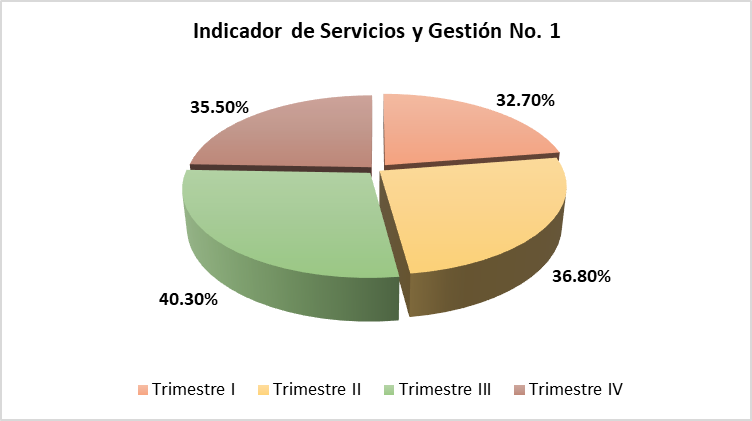 Indicador de Servicios y Gestión No. 1
35.50%
32.70%
40.30%
36.80%
Trimestre I
Trimestre II
Trimestre III
Trimestre IV